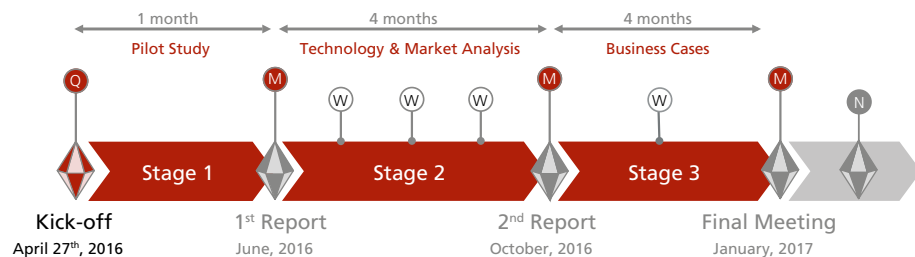 1 month
4 months
4 months
Pilot Study
Technology & Market Analysis
Business Cases
Q
M
W
W
W
M
W
M
N
Stage 1
Stage 2
Stage 3
Kick-off
1st Report
2nd Report
Final Meeting
April 27th, 2016
June, 2016
October, 2016
January, 2017